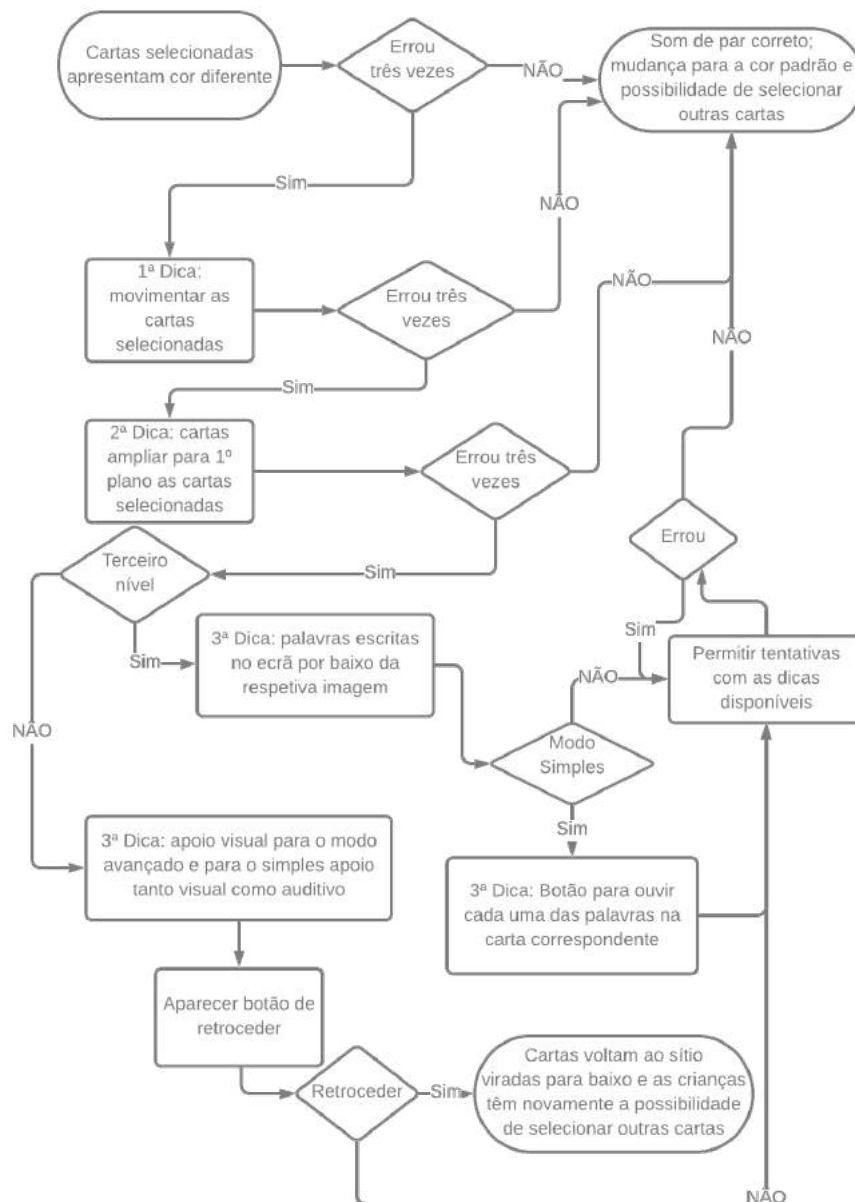 Cartas selecionadas
apresentam cor diferente
Errou
três vezes
NÃO
Som de par correto;
mudança para a cor padrão e
possibilidade de selecionar
outras cartas
Sim
NÃO
1ª Dica:
movimentar as
cartas
selecionadas
Errou três
vezes
NÃO
NÃO
Sim
2ª Dica: cartas
ampliar para 1º
plano as cartas
selecionadas
Errou três
vezes
Errou
Terceiro
nível
Sim
Sim
3ª Dica: palavras escritas
no ecrã por baixo da
respetiva imagem
Sim
Permitir tentativas
com as dicas
disponíveis
NÃO
NÃO
Modo
Simples
Sim
3ª Dica: apoio visual para o modo
avançado e para o simples apoio
tanto visual como auditivo
3ª Dica: Botão para ouvir
cada uma das palavras na
carta correspondente
Aparecer botão de
retroceder
Retroceder
Sim
Cartas voltam ao sítio
viradas para baixo e as crianças
têm novamente a possibilidade
de selecionar outras cartas
NÃO